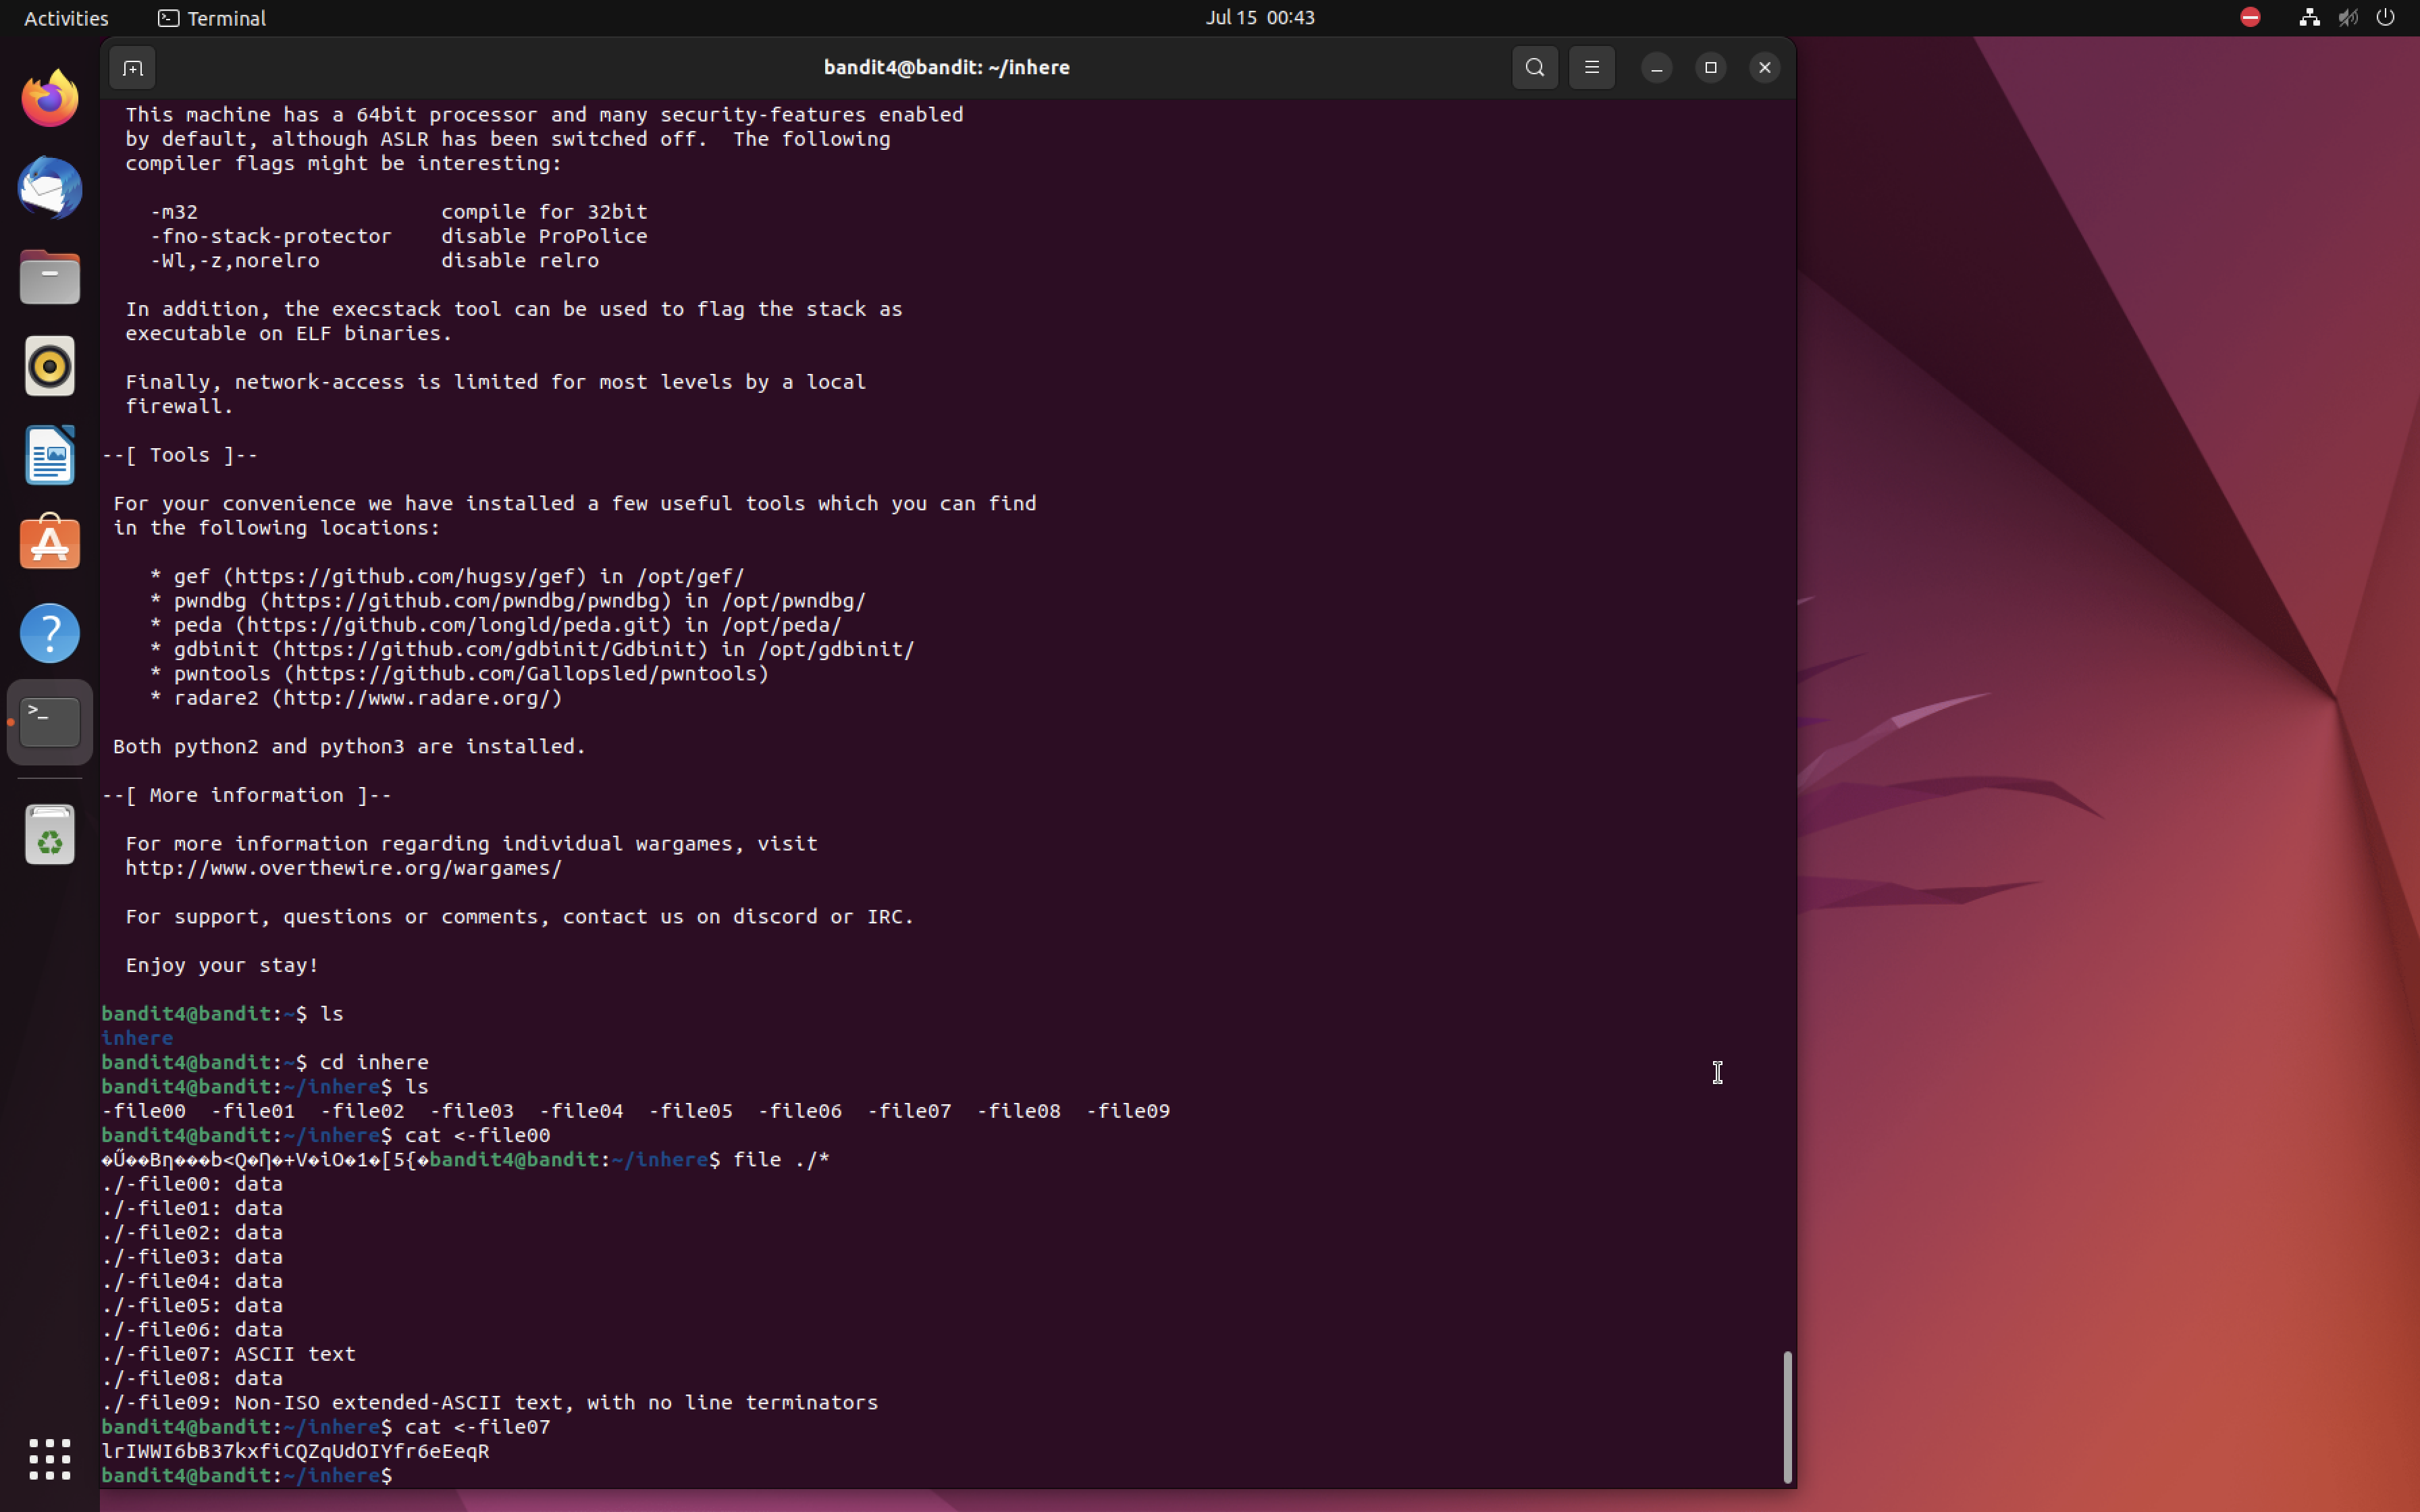 Activities
Terminal
Jul 15 00:43
bandit4@bandit: ~/inhere
This machine has a 64bit processor and many security-features enabled
by default, although ASLR has been switched off. The following
compiler flags might be interesting:
-m32 compile for 32bit
-fno-stack-protector disable ProPolice
-Wl,-z,norelro disable relro
In addition, the execstack tool can be used to flag the stack as
executable on ELF binaries.
Finally, network-access is limited for most levels by a local
firewall.
--[ Tools ]--
For your convenience we have installed a few useful tools which you can find
in the following locations:
* gef (https://github.com/hugsy/gef) in /opt/gef/
* pwndbg (https://github.com/pwndbg/pwndbg) in /opt/pwndbg/
* peda (https://github.com/longld/peda.git) in /opt/peda/
* gdbinit (https://github.com/gdbinit/Gdbinit) in /opt/gdbinit/
* pwntools (https://github.com/Gallopsled/pwntools)
* radare2 (http://www.radare.org/)
Both python2 and python3 are installed.
--[ More information ]--
For more information regarding individual wargames, visit
http://www.overthewire.org/wargames/
For support, questions or comments, contact us on discord or IRC.
Enjoy your stay!
bandit4@bandit:~$ ls
inhere
bandit4@bandit:~$ cd inhere
bandit4@bandit:~/inhere$ ls
-file00 -file01 -file02 -file03 -file04 -file05 -file06 -file07 -file08 -file09
bandit4@bandit:~/inhere$ cat <-file00
bandit4@bandit:~/inhere$ file ./*
./-file00: data
./-file01: data
./-file02: data
./-file03: data
./-file04: data
./-file05: data
./-file06: data
./-file07: ASCII text
./-file08: data
./-file09: Non-ISO extended-ASCII text, with no line terminators
bandit4@bandit:~/inhere$ cat <-file07
lrIWWI6bB37kxfiCQZqUdOIYfr6eEeqR
bandit4@bandit:~/inhere$